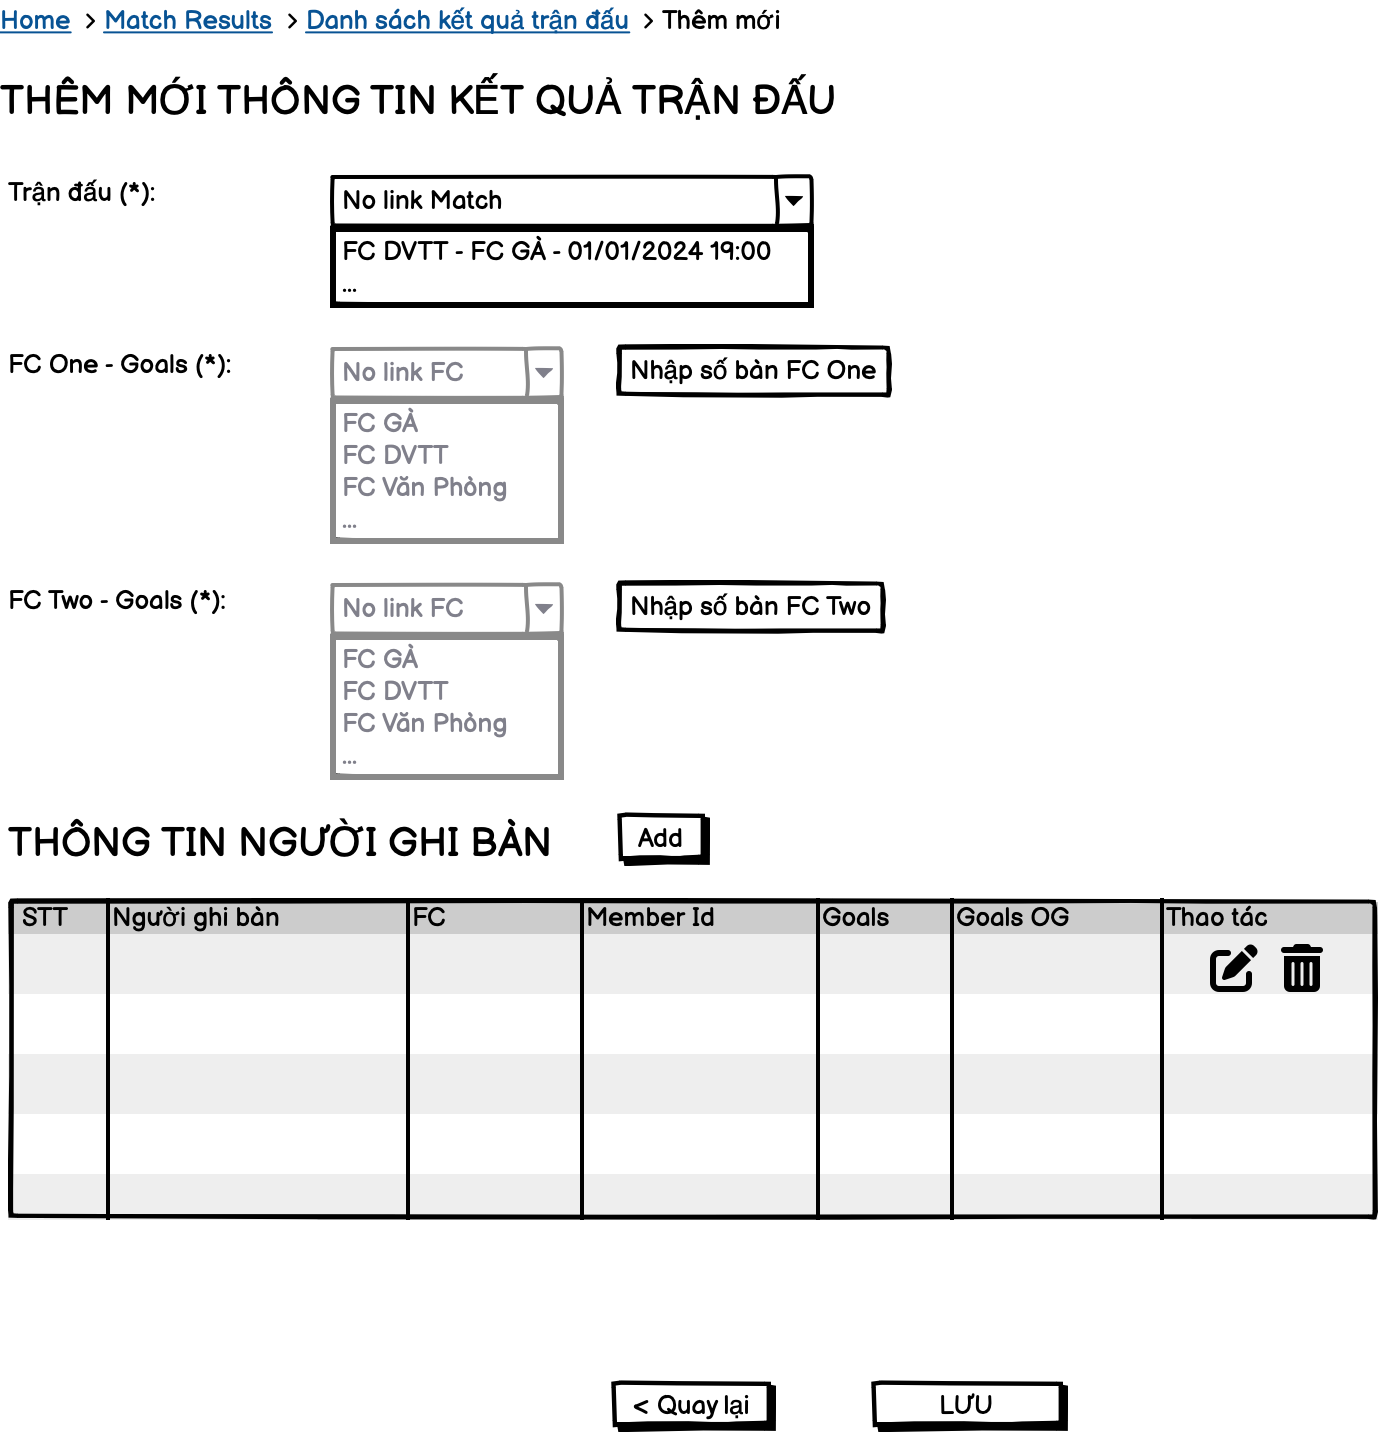 Home > Match Results > Danh sách kết quả trận đấu > Thêm mới
THÊM MỚI THÔNG TIN KẾT QUẢ TRẬN ĐẤU
Trận đấu (*):
No link Match
FC DVTT - FC GÀ - 01/01/2024 19:00
...
FC One - Goals (*):
No link FC
Nhập số bàn FC One
FC GÀ
FC DVTT
FC Văn Phòng
...
FC Two - Goals (*):
No link FC
Nhập số bàn FC Two
FC GÀ
FC DVTT
FC Văn Phòng
...
THÔNG TIN NGƯỜI GHI BÀN
Add
STT Người ghi bàn FC Member Id Goals Goals OG Thao tác
< Quay lại
LƯU